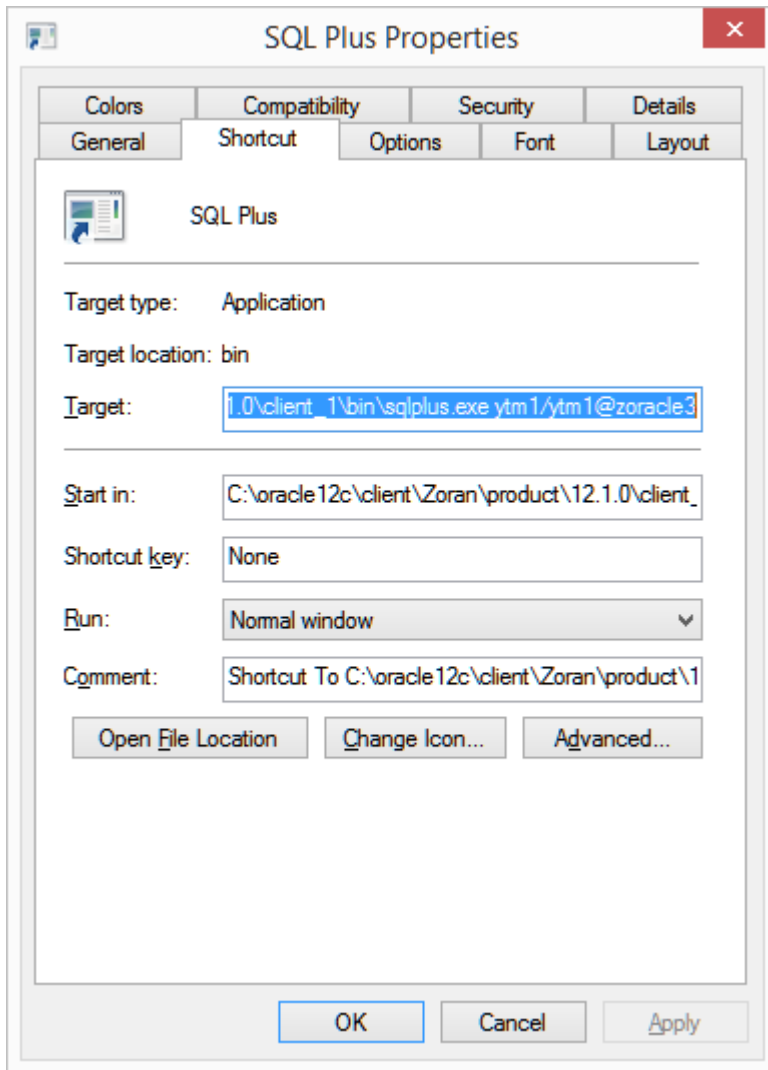 SQL Plus Properties
Colors Compatibility Security Details
General Shortcut Options Font Layout
SQL Plus
Target type: Application
Target location: bin
Target: 1.0\client_1\bin\sqlplus.exe ytm1/ytm1@zoracle3
Start in: C:\oracle12c\client\Zoran\product\12.1.0\client_
Shortcut key: None
Run: Normal window
Comment: Shortcut To C:\oracle12c\client\Zoran\product\1
Open File Location Change Icon... Advanced...
OK Cancel Apply